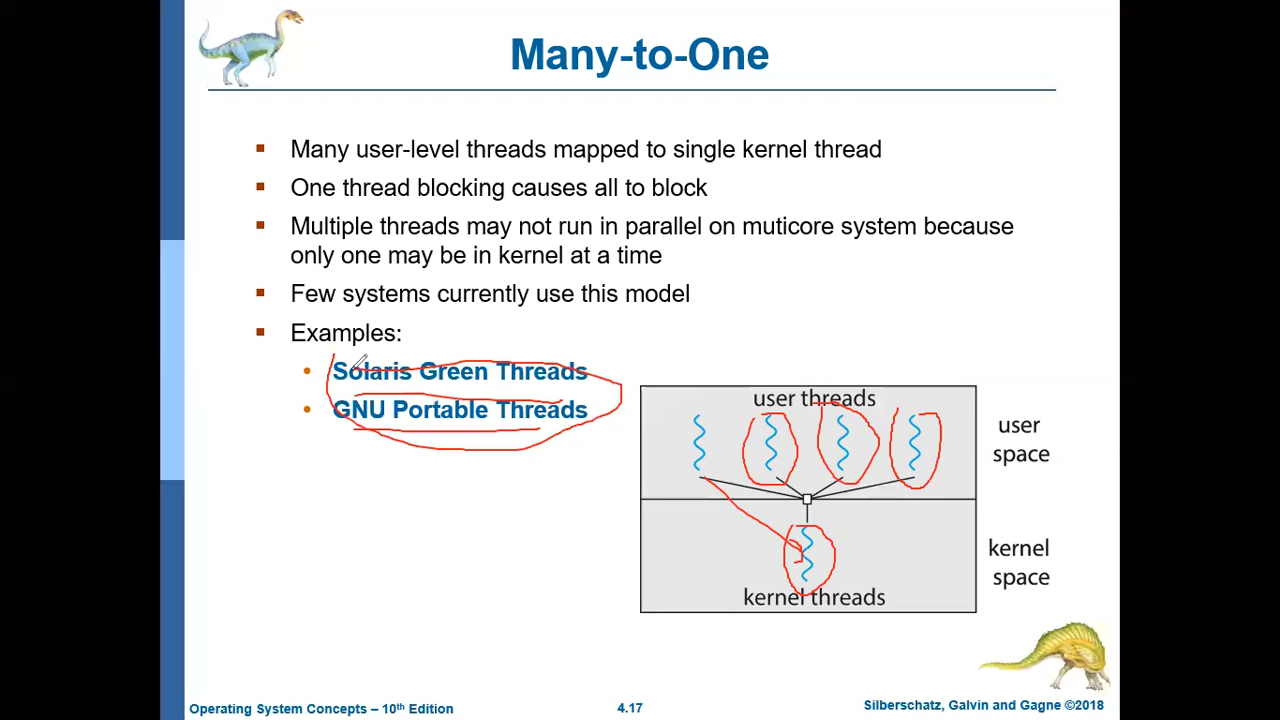 Many-to-One
Many user-level threads mapped to single kernel thread
One thread blocking causes all to block
Multiple threads may not run in parallel on muticore system because
only one may be in kernel at a time
Few systems currently use this model
Examples:
Solaris Green Threads
GNU Portable Threads
user threads
user
space
kernel
space
kernel threads
Operating System Concepts – 10th Edition
4.17
Silberschatz, Galvin and Gagne ©2018